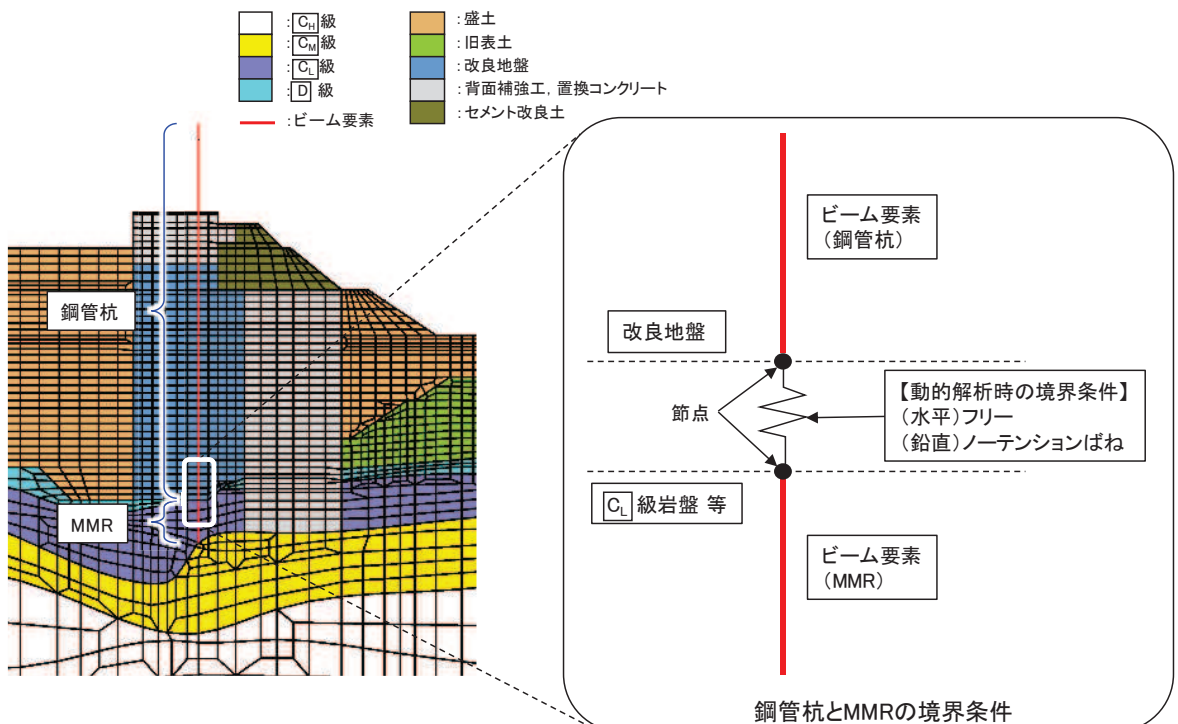 :CH級
:CM級
:CL級
:D 級
:ビーム要素
:盛土
:旧表土
:改良地盤
:背面補強工, 置換コンクリート
:セメント改良土
鋼管杭
MMR
ビーム要素
(鋼管杭)
改良地盤
節点
【動的解析時の境界条件】
(水平)フリー
(鉛直)ノーテンションばね
CL級岩盤 等
ビーム要素
(MMR)
鋼管杭とMMRの境界条件